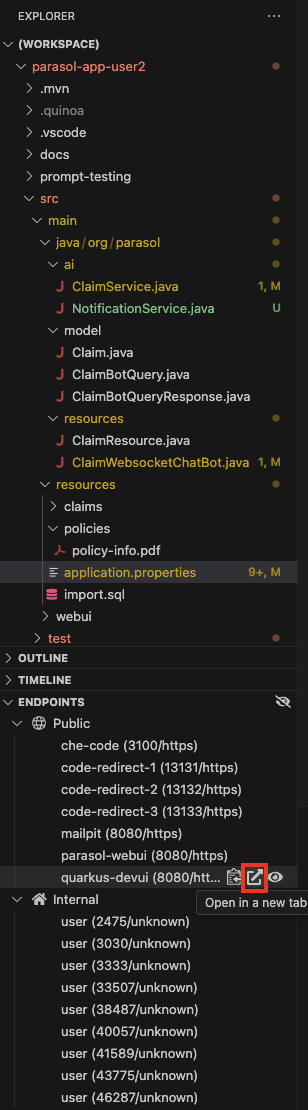 EXPLORER
(WORKSPACE)
parasol-app-user2
.mvn
.quinoa
.vscode
docs
prompt-testing
src
main
java/org/parasol
ai
ClaimService.java 1, M
NotificationService.java U
model
Claim.java
ClaimBotQuery.java
ClaimBotQueryResponse.java
resources
ClaimResource.java
ClaimWebsocketChatBot.java 1, M
resources
claims
policies
policy-info.pdf
application.properties 9+, M
import.sql
webui
test
OUTLINE
TIMELINE
ENDPOINTS
Public
che-code (3100/https)
code-redirect-1 (13131/https)
code-redirect-2 (13132/https)
code-redirect-3 (13133/https)
mailpit (8080/https)
parasol-webui (8080/https)
quarkus-devui (8080/htt...
Open in a new tab
Internal
user (2475/unknown)
user (3030/unknown)
user (3333/unknown)
user (33507/unknown)
user (38487/unknown)
user (40057/unknown)
user (41589/unknown)
user (43775/unknown)
user (46287/unknown)